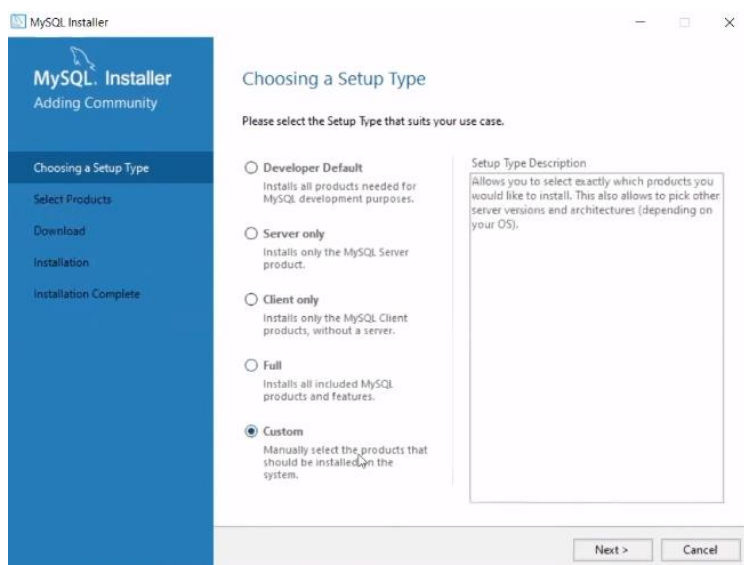 MySQL Installer
MySQL. Installer
Adding Community
Choosing a Setup Type
Select Products
Download
Installation
Installation Complete
Choosing a Setup Type
Please select the Setup Type that suits your use case.
Developer Default
Installs all products needed for
MySQL development purposes.
Server only
Installs only the MySQL Server
product.
Client only
Installs only the MySQL Client
products, without a server.
Full
Installs all included MySQL
products and features.
Custom
Manually select the products that
should be installed on the
system.
Setup Type Description
Allows you to select exactly which products you
would like to install. This also allows to pick other
server versions and architectures (depending on
your OS).
Next >
Cancel